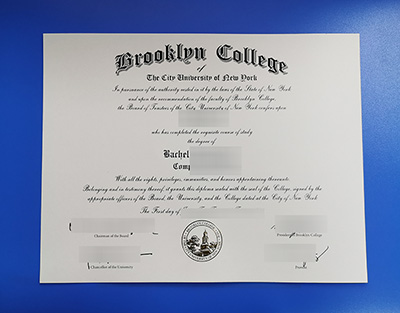 Brooklyn College
of
The City University of New York
In pursuance of the authority vested in it by the laws of the State of New York
and upon the recommendation of the faculty of Brooklyn College,
the Board of Trustees of the City University of New York confers upon
who has completed the requisite course of study
the degree of
Bachel
Comp
With all the rights, privileges, immunities, and honors appertaining thereunto.
Belonging and in testimony thereof, it grants this diploma sealed with the seal of the College, signed by the
appropriate officers of the Board, the University, and the College dated at the City of New York
The First day of
Chairman of the Board
Brooklyn College
Chancellor of the